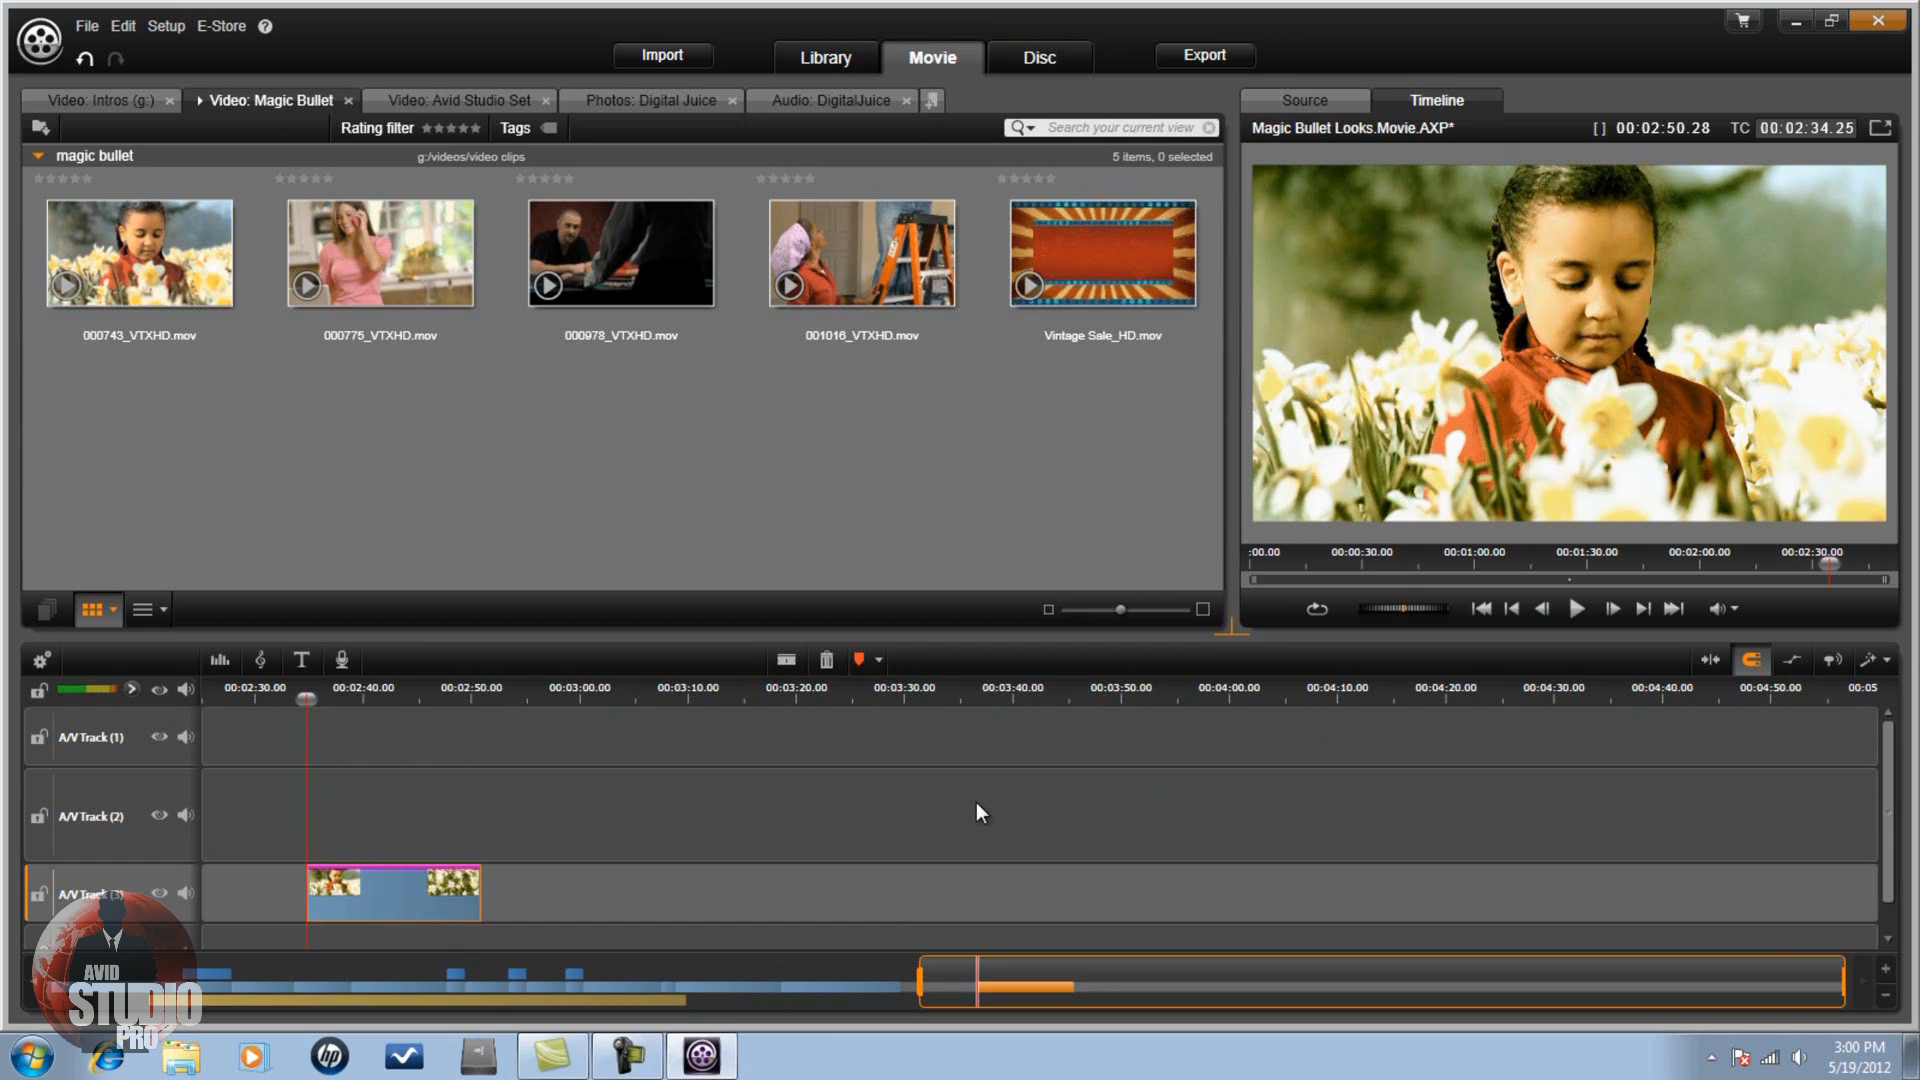 File Edit Setup E-Store ?
Import Library Movie Disc Export
Video: Intros (g:) × Video: Magic Bullet × Video: Avid Studio Set × Photos: Digital Juice × Audio: DigitalJuice × Source Timeline
Rating filter Tags Search your current view Magic Bullet Looks.Movie.AXP* [ ] 00:02:50.28 TC 00:02:34.25
magic bullet g:/videos/video clips 5 items, 0 selected
000743_VTXHD.mov 000775_VTXHD.mov 000978_VTXHD.mov 001016_VTXHD.mov Vintage Sale_HD.mov
:00.00 00:00:30.00 00:01:00.00 00:01:30.00 00:02:00.00 00:02:30.00
00:02:30.00 00:02:40.00 00:02:50.00 00:03:00.00 00:03:10.00 00:03:20.00 00:03:30.00 00:03:40.00 00:03:50.00 00:04:00.00 00:04:10.00 00:04:20.00 00:04:30.00 00:04:40.00 00:04:50.00 00:05
A/V Track (1)
A/V Track (2)
A/V Track (3)
AVID
STUDIO
PRO
hp
3:00 PM
5/19/2012